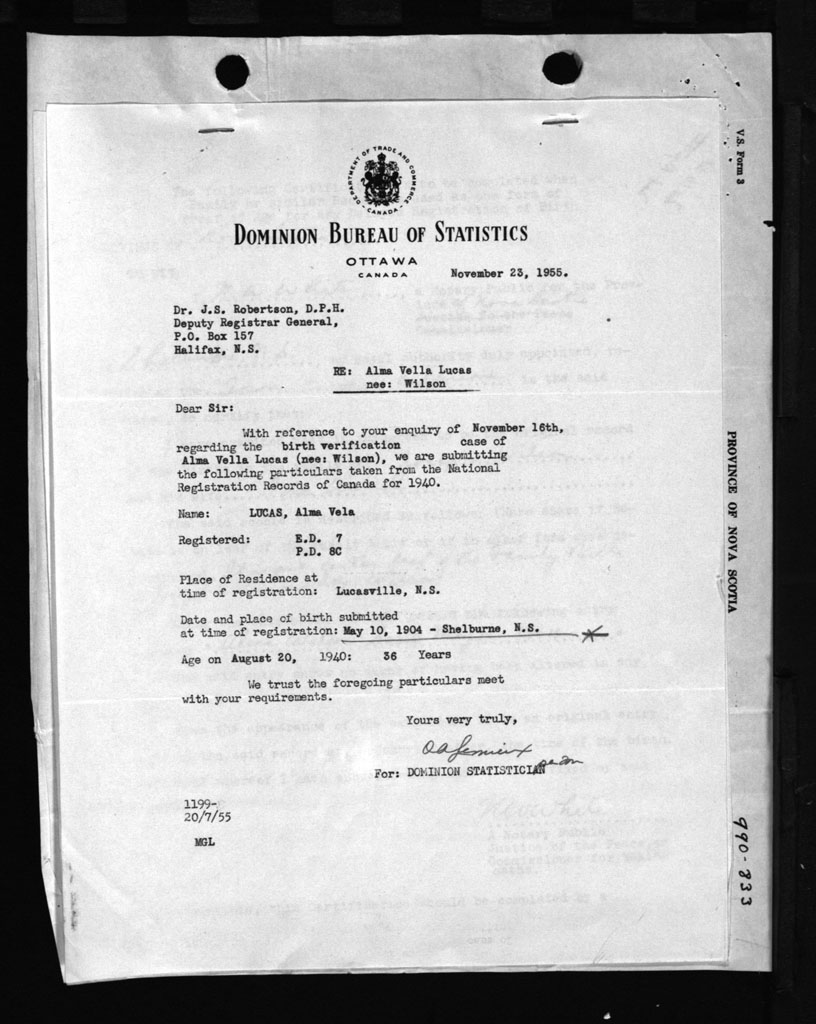 V.S. Form 3
DEPARTMENT OF TRADE AND COMMERCE
CANADA
DOMINION BUREAU OF STATISTICS
OTTAWA
CANADA
November 23, 1955.
Dr. J.S. Robertson, D.P.H.
Deputy Registrar General,
P.O. Box 157
Halifax, N.S.
RE: Alma Vella Lucas
nee: Wilson
Dear Sir:
With reference to your enquiry of November 16th,
regarding the birth verification case of
Alma Vella Lucas (nee: Wilson), we are submitting
the following particulars taken from the National
Registration Records of Canada for 1940.
Name: LUCAS, Alma Vela
Registered: E.D. 7
P.D. 8C
Place of Residence at
time of registration: Lucasville, N.S.
Date and place of birth submitted
at time of registration: May 10, 1904 - Shelburne, N.S.
Age on August 20, 1940: 36 Years
We trust the foregoing particulars meet
with your requirements.
Yours very truly,
For: DOMINION STATISTICIAN
1199-
20/7/55
MGL
PROVINCE OF NOVA SCOTIA
990-833